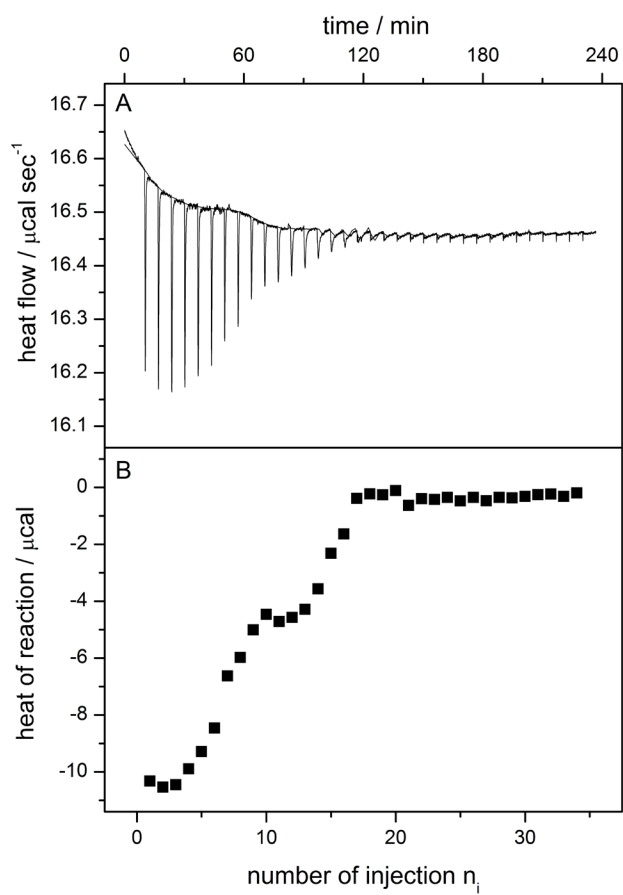 time / min
0 60 120 180 240
A
16.7
16.6
16.5
16.4
16.3
16.2
16.1
heat flow / μcal sec⁻¹
B
0
-2
-4
-6
-8
-10
heat of reaction / μcal
0 10 20 30
number of injection nᵢ